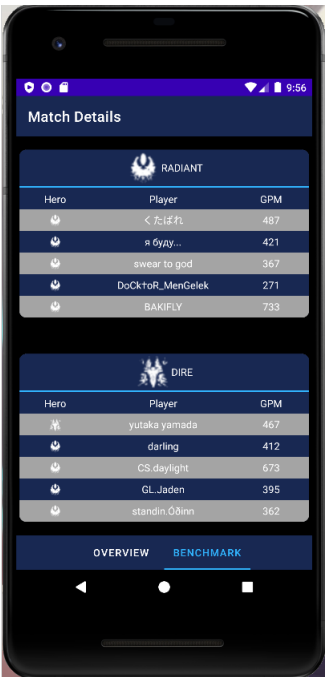 9:56
Match Details
RADIANT
Hero Player GPM
くたばれ 487
я буду... 421
swear to god 367
DoCk†oR_MenGelek 271
BAKIFLY 733
DIRE
Hero Player GPM
yutaka yamada 467
darling 412
CS.daylight 673
GL.Jaden 395
standin.Óðinn 362
OVERVIEW BENCHMARK